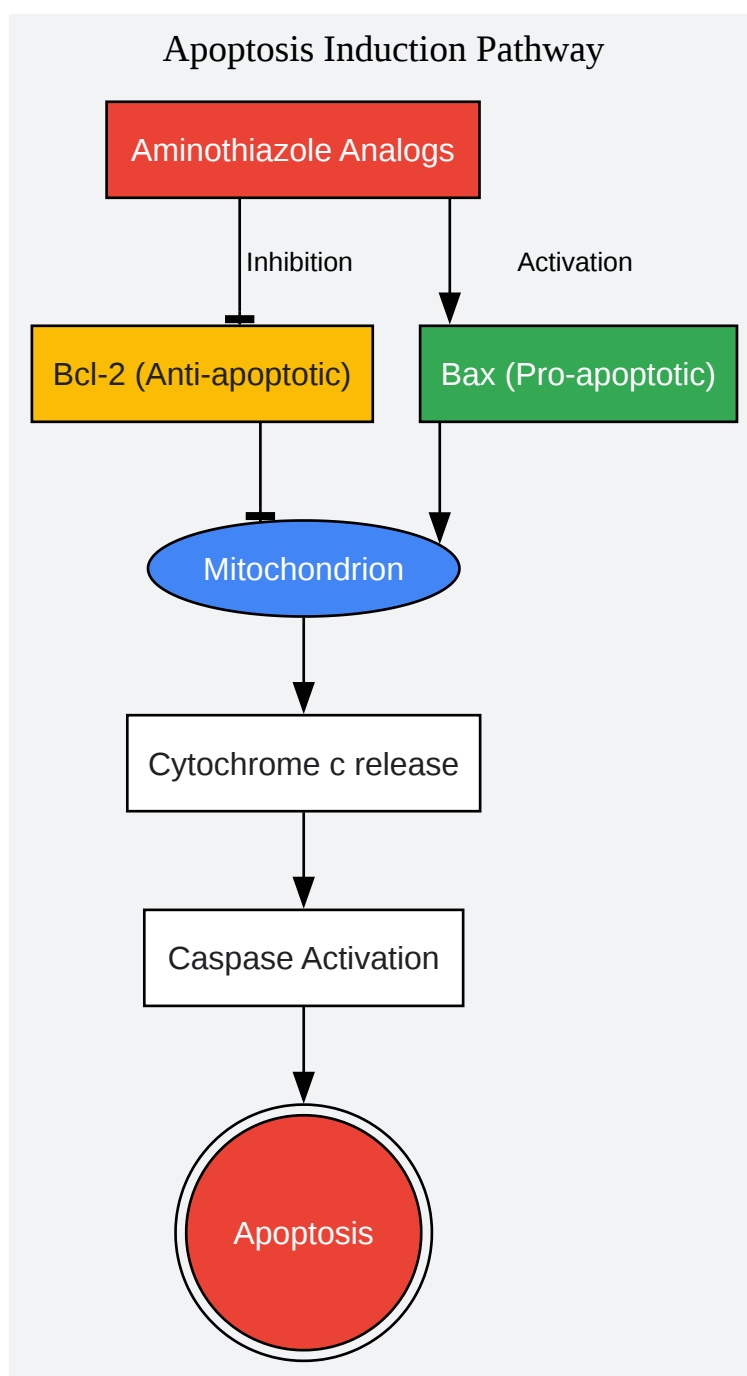 Apoptosis Induction Pathway
Aminothiazole Analogs
Inhibition
Activation
Bcl-2 (Anti-apoptotic)
Bax (Pro-apoptotic)
Mitochondrion
Cytochrome c release
Caspase Activation
Apoptosis